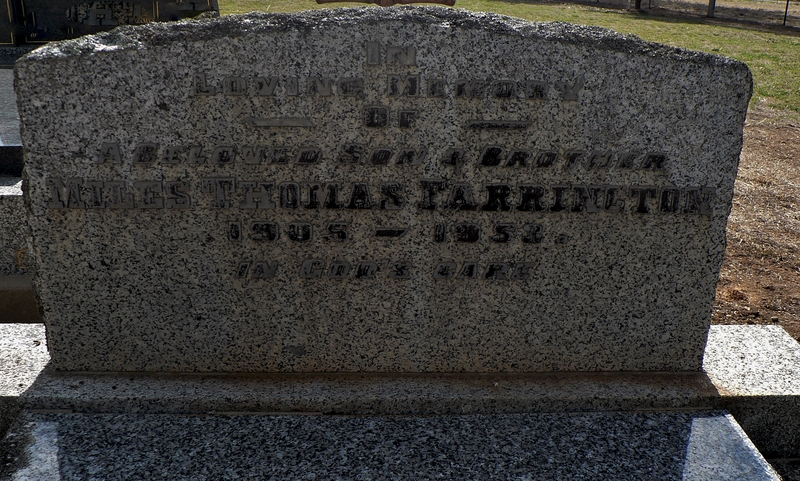 IN
LOVING MEMORY
— OF —
A BELOVED SON & BROTHER
MILES THOMAS FARRINGTON
1905 — 1953.
IN GOD'S CARE